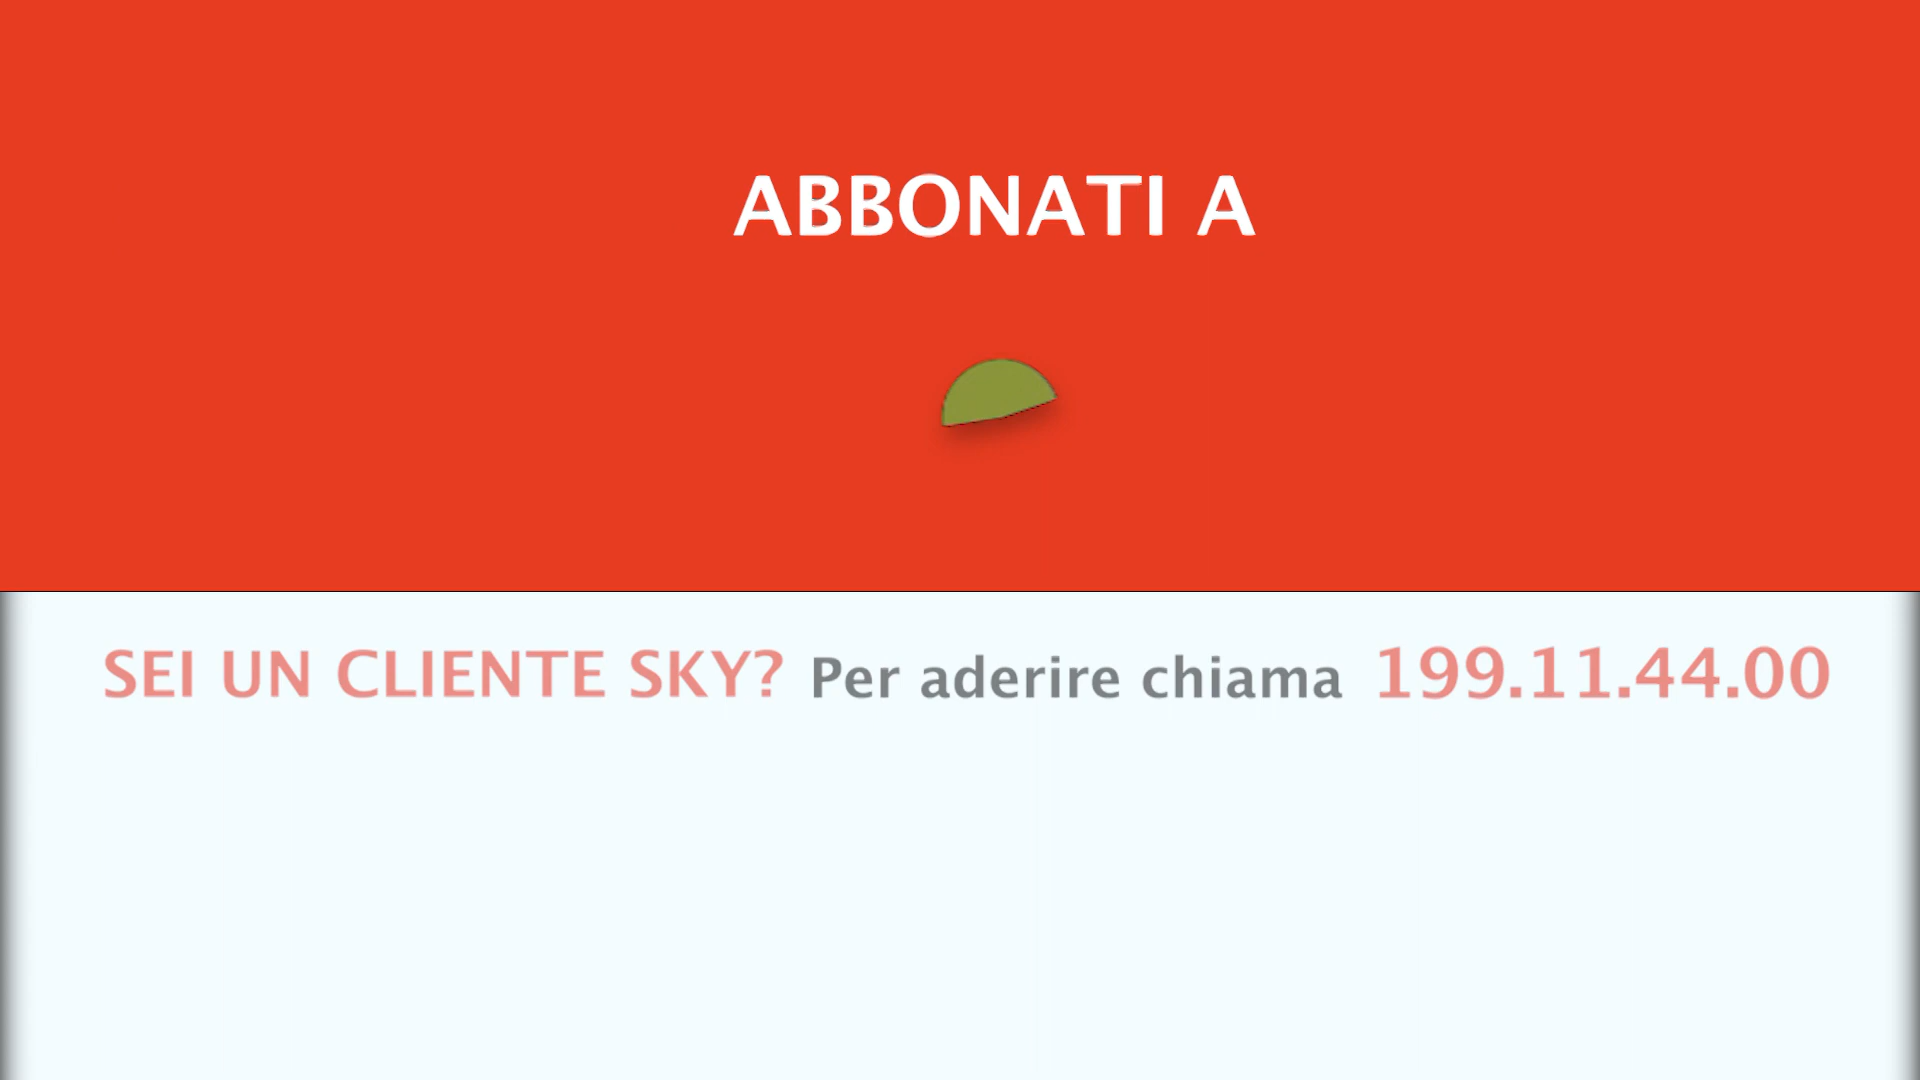 ABBONATI A
SEI UN CLIENTE SKY? Per aderire chiama 199.11.44.00